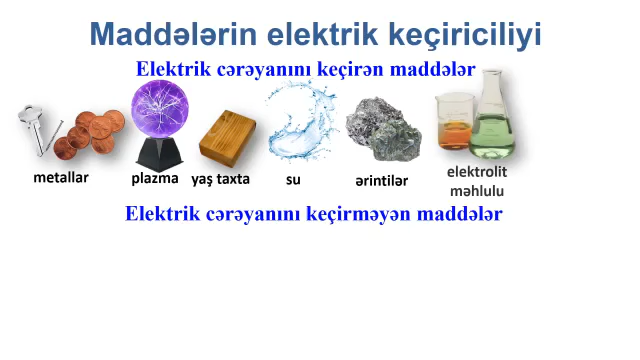 Maddələrin elektrik keçiriciliyi
Elektrik cərəyanını keçirən maddələr
metallar plazma yaş taxta su ərintilər elektrolit məhlulu
Elektrik cərəyanını keçirməyən maddələr